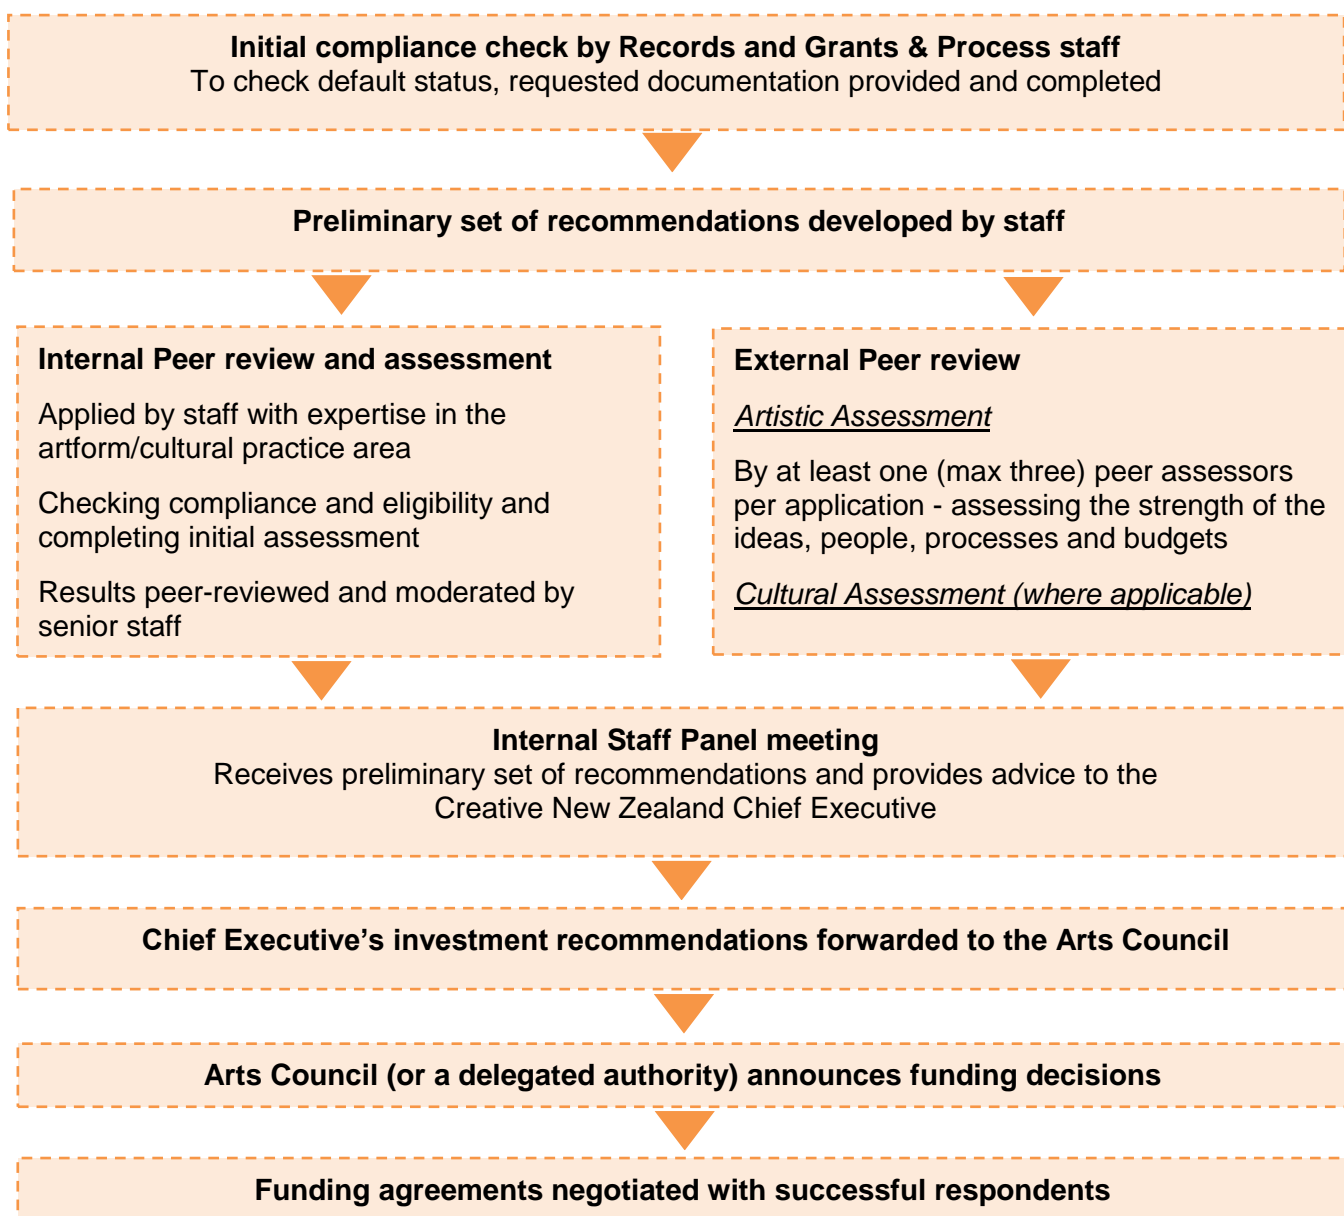 Initial compliance check by Records and Grants & Process staff
To check default status, requested documentation provided and completed
Preliminary set of recommendations developed by staff
Internal Peer review and assessment
Applied by staff with expertise in the
artform/cultural practice area
Checking compliance and eligibility and
completing initial assessment
Results peer-reviewed and moderated by
senior staff
External Peer review
Artistic Assessment
By at least one (max three) peer assessors
per application - assessing the strength of the
ideas, people, processes and budgets
Cultural Assessment (where applicable)
Internal Staff Panel meeting
Receives preliminary set of recommendations and provides advice to the
Creative New Zealand Chief Executive
Chief Executive’s investment recommendations forwarded to the Arts Council
Arts Council (or a delegated authority) announces funding decisions
Funding agreements negotiated with successful respondents